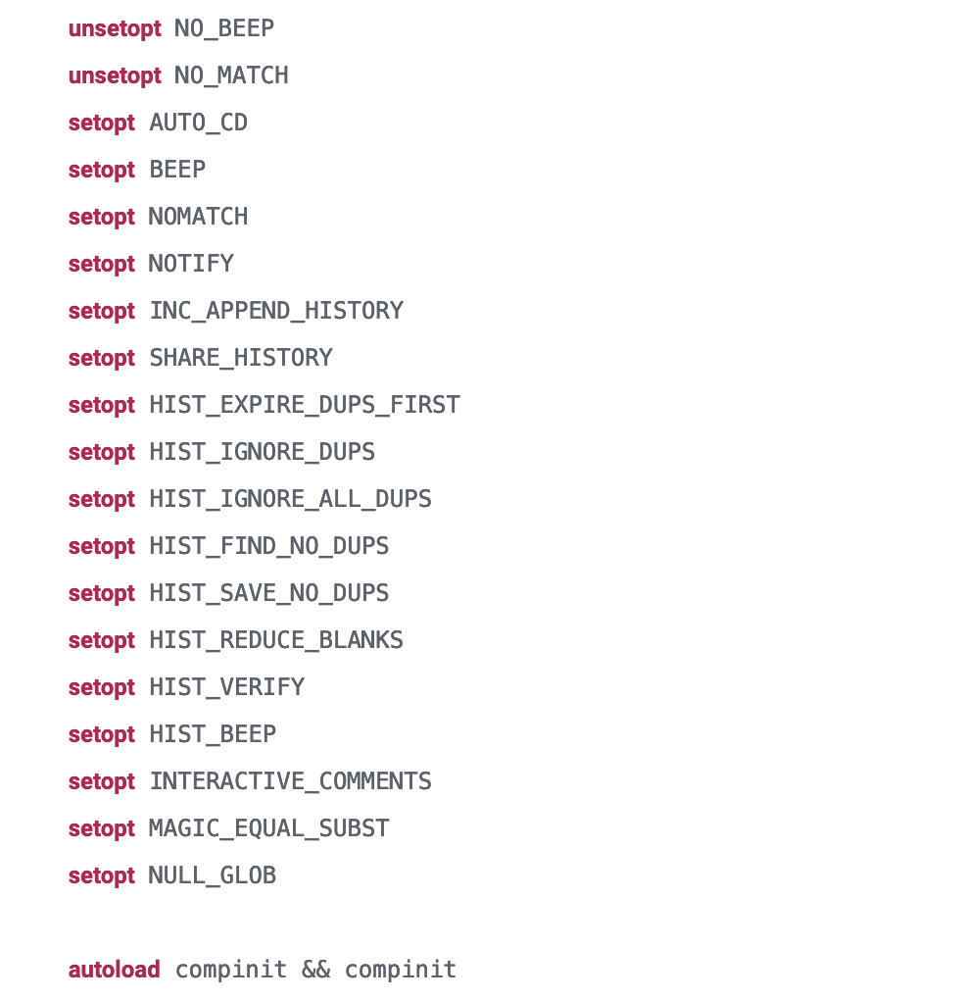 unsetopt NO_BEEP
unsetopt NO_MATCH
setopt AUTO_CD
setopt BEEP
setopt NOMATCH
setopt NOTIFY
setopt INC_APPEND_HISTORY
setopt SHARE_HISTORY
setopt HIST_EXPIRE_DUPS_FIRST
setopt HIST_IGNORE_DUPS
setopt HIST_IGNORE_ALL_DUPS
setopt HIST_FIND_NO_DUPS
setopt HIST_SAVE_NO_DUPS
setopt HIST_REDUCE_BLANKS
setopt HIST_VERIFY
setopt HIST_BEEP
setopt INTERACTIVE_COMMENTS
setopt MAGIC_EQUAL_SUBST
setopt NULL_GLOB
autoload compinit && compinit